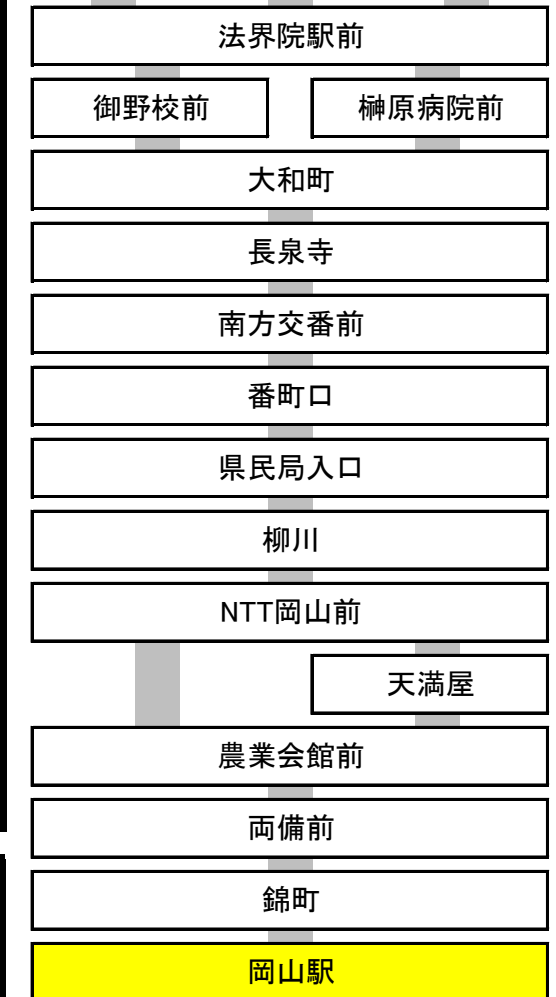 法界院駅前
御野校前
榊原病院前
大和町
長泉寺
南方交番前
番町口
県民局入口
柳川
NTT岡山前
天満屋
農業会館前
両備前
錦町
岡山駅